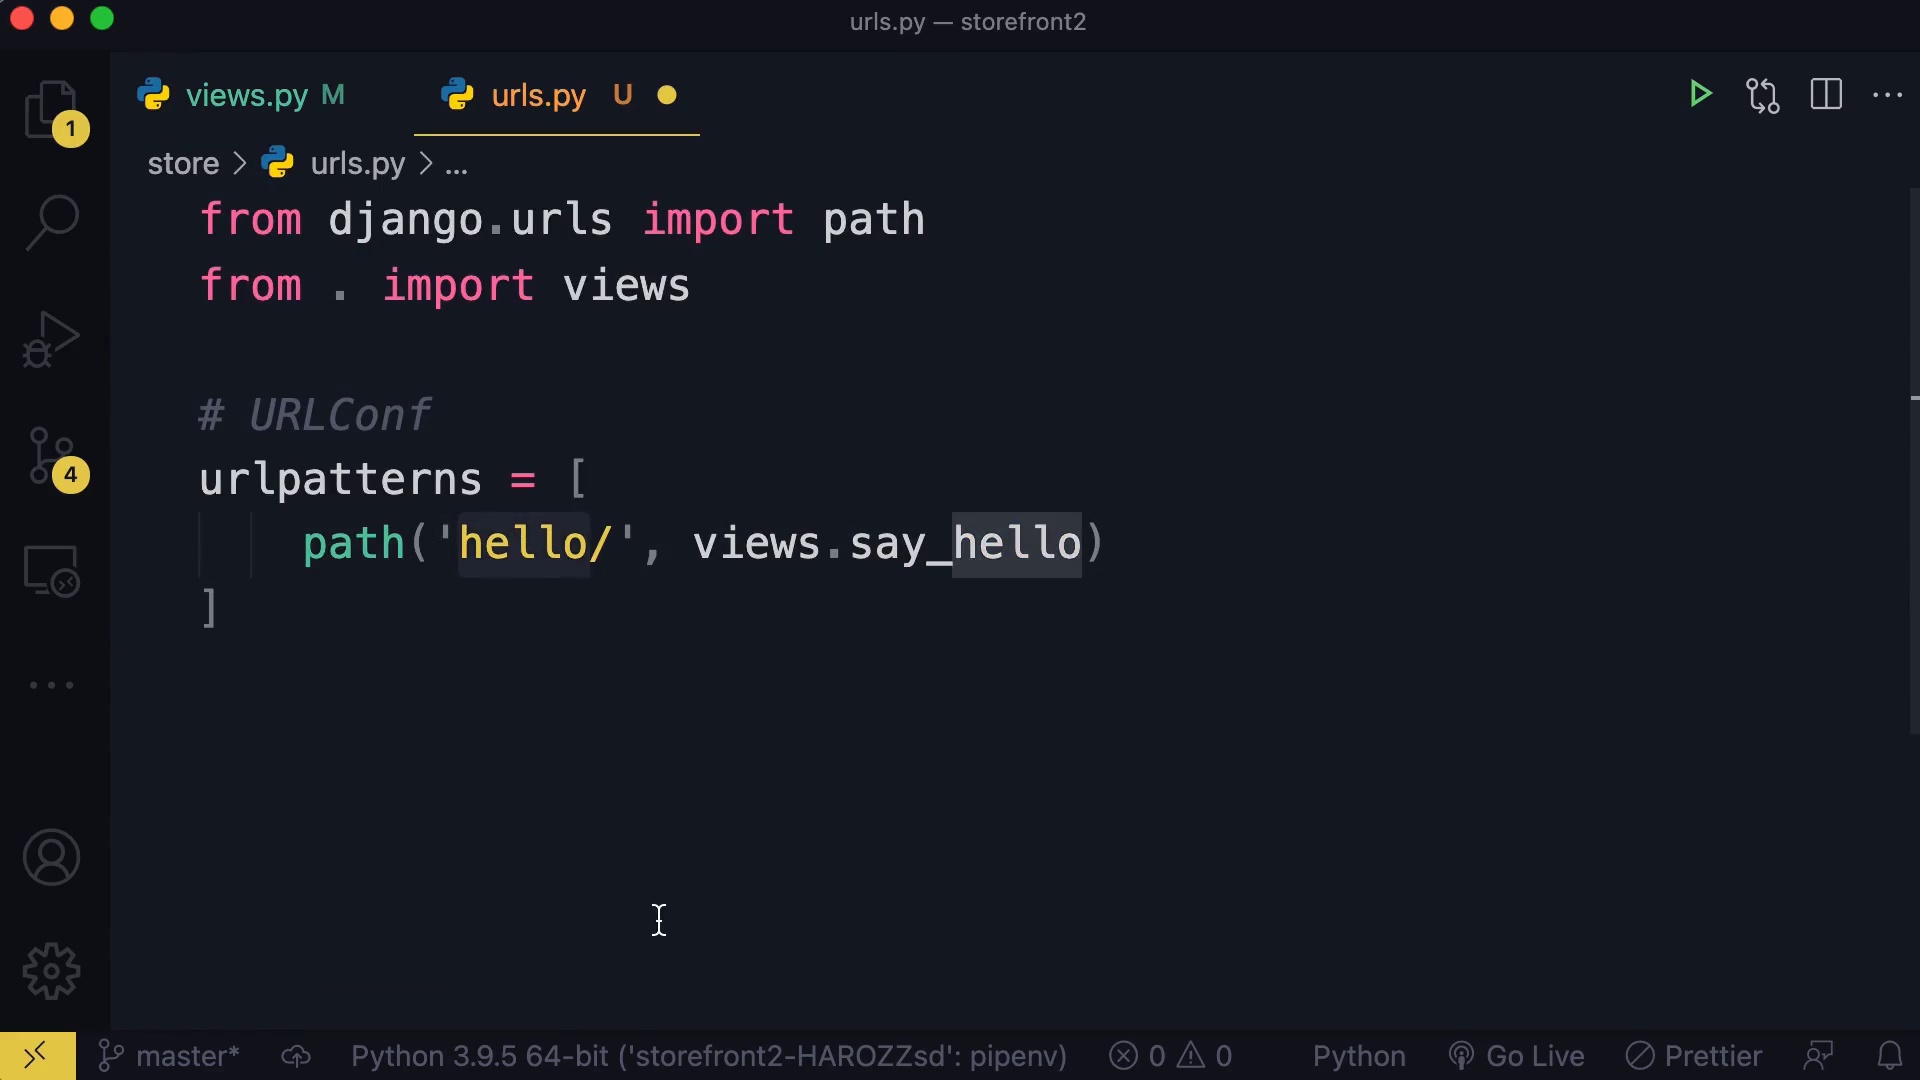 urls.py — storefront2
views.py M urls.py U
store > urls.py > ...
from django.urls import path
from . import views
# URLConf
urlpatterns = [
path('hello/', views.say_hello)
]
1
4
master* Python 3.9.5 64-bit ('storefront2-HAROZZsd': pipenv) 0 0 Python Go Live Prettier